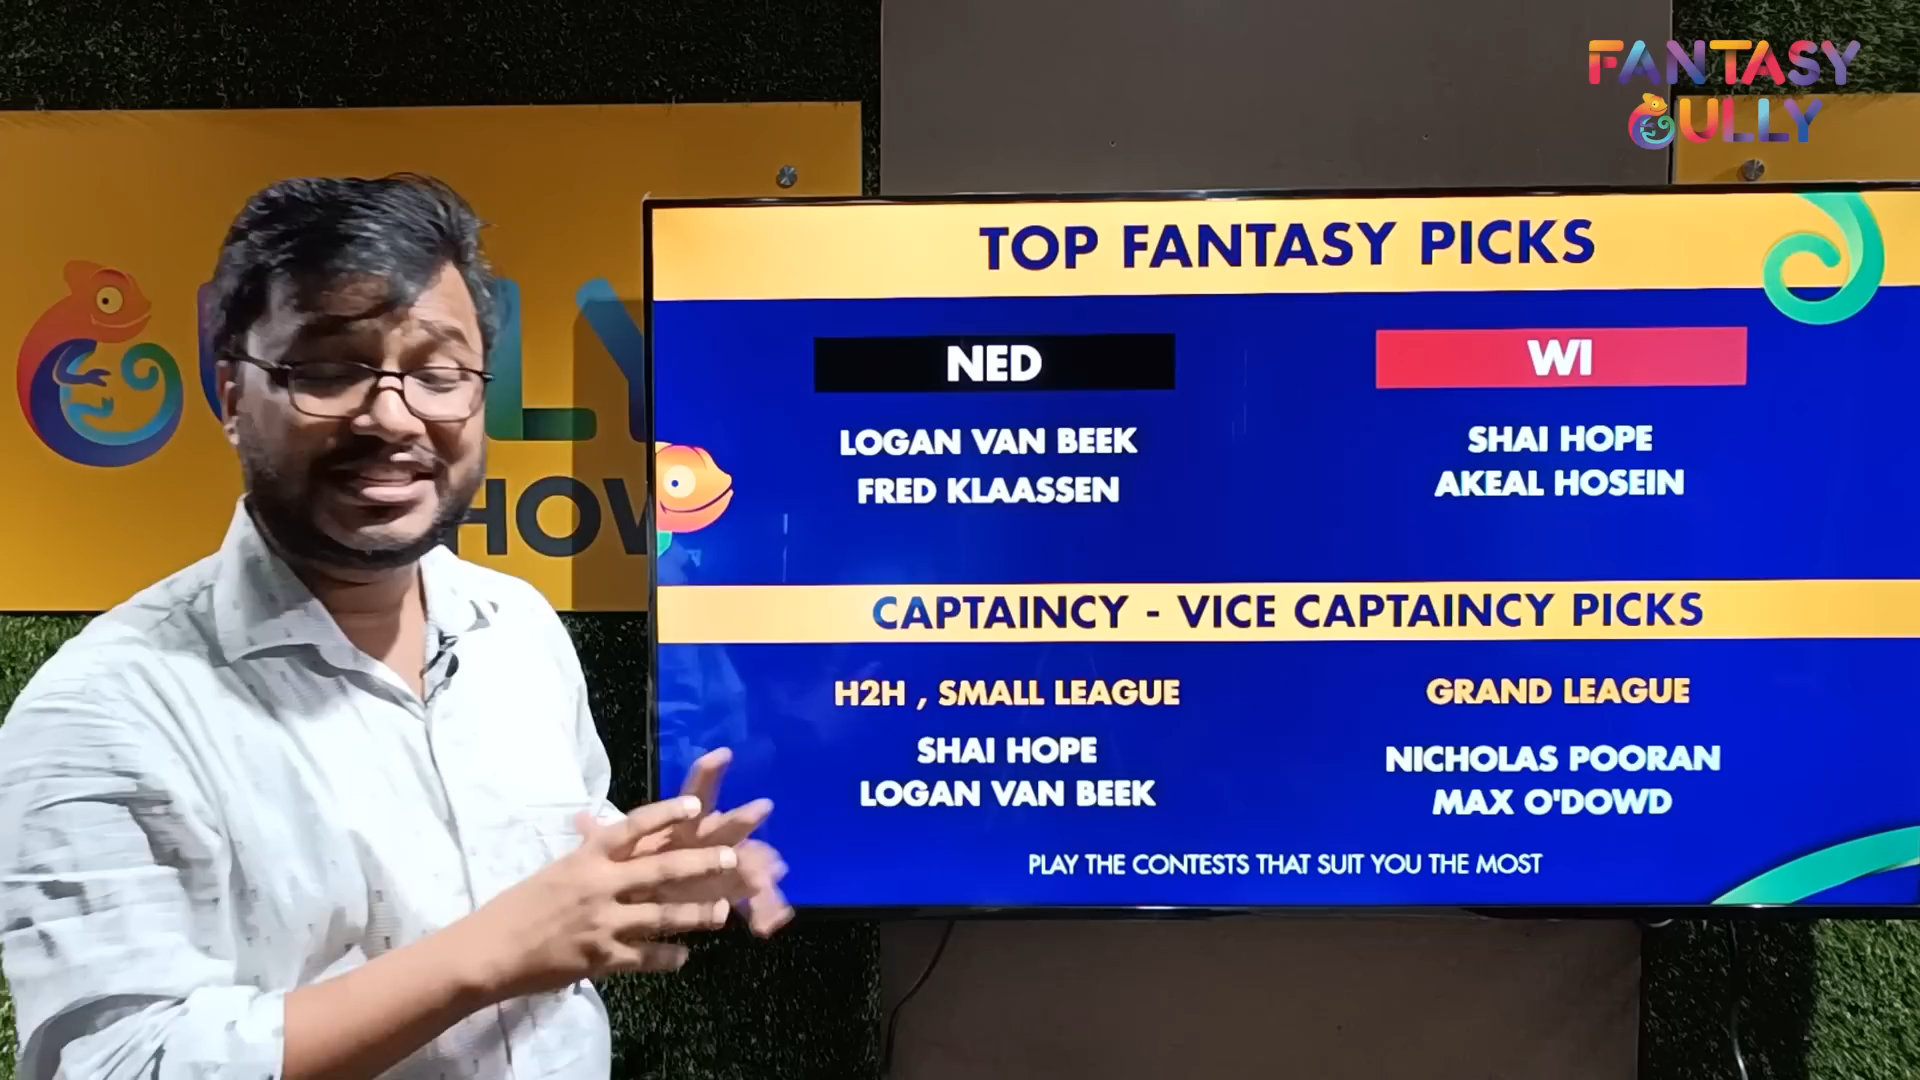 FANTASY
GULLY
LY
HOW
TOP FANTASY PICKS
NED
WI
LOGAN VAN BEEK
FRED KLAASSEN
SHAI HOPE
AKEAL HOSEIN
CAPTAINCY - VICE CAPTAINCY PICKS
H2H , SMALL LEAGUE
GRAND LEAGUE
SHAI HOPE
LOGAN VAN BEEK
NICHOLAS POORAN
MAX O'DOWD
PLAY THE CONTESTS THAT SUIT YOU THE MOST